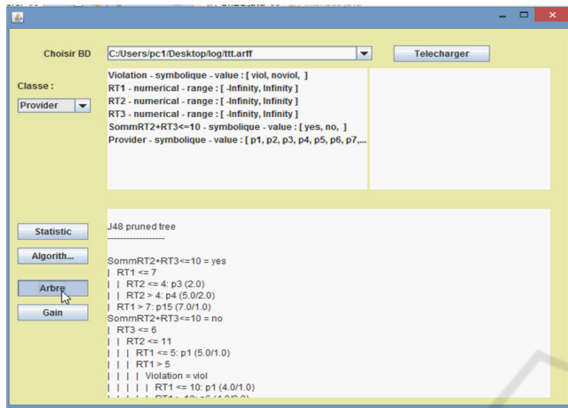 Choisir BD
C:/Users/pc1/Desktop/log/ttt.arff
Telecharger
Classe :
Provider
Violation - symbolique - value : [ viol, noviol, ]
RT1 - numerical - range : [ -Infinity, Infinity ]
RT2 - numerical - range : [ -Infinity, Infinity ]
RT3 - numerical - range : [ -Infinity, Infinity ]
SommRT2+RT3<=10 - symbolique - value : [ yes, no, ]
Provider - symbolique - value : [ p1, p2, p3, p4, p5, p6, p7,...
Statistic
Algorith...
Arbre
Gain
J48 pruned tree
------------------
SommRT2+RT3<=10 = yes
| RT1 <= 7
| | RT2 <= 4: p3 (2.0)
| | RT2 > 4: p4 (5.0/2.0)
| RT1 > 7: p15 (7.0/1.0)
SommRT2+RT3<=10 = no
| RT3 <= 6
| | RT2 <= 11
| | | RT1 <= 5: p1 (5.0/1.0)
| | | RT1 > 5
| | | | Violation = viol
| | | | | RT1 <= 10: p1 (4.0/1.0)